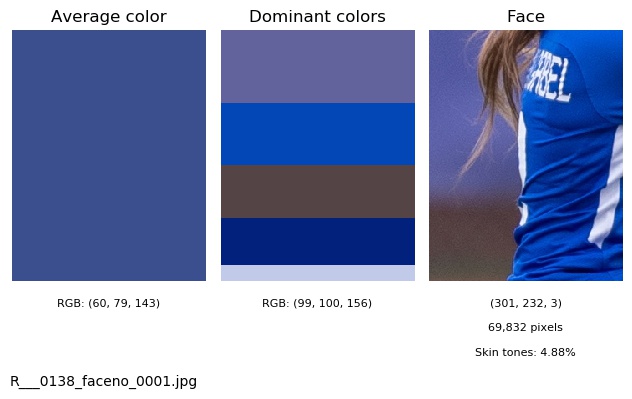 Average color
Dominant colors
Face
RGB: (60, 79, 143)
RGB: (99, 100, 156)
(301, 232, 3)
69,832 pixels
Skin tones: 4.88%
R___0138_faceno_0001.jpg